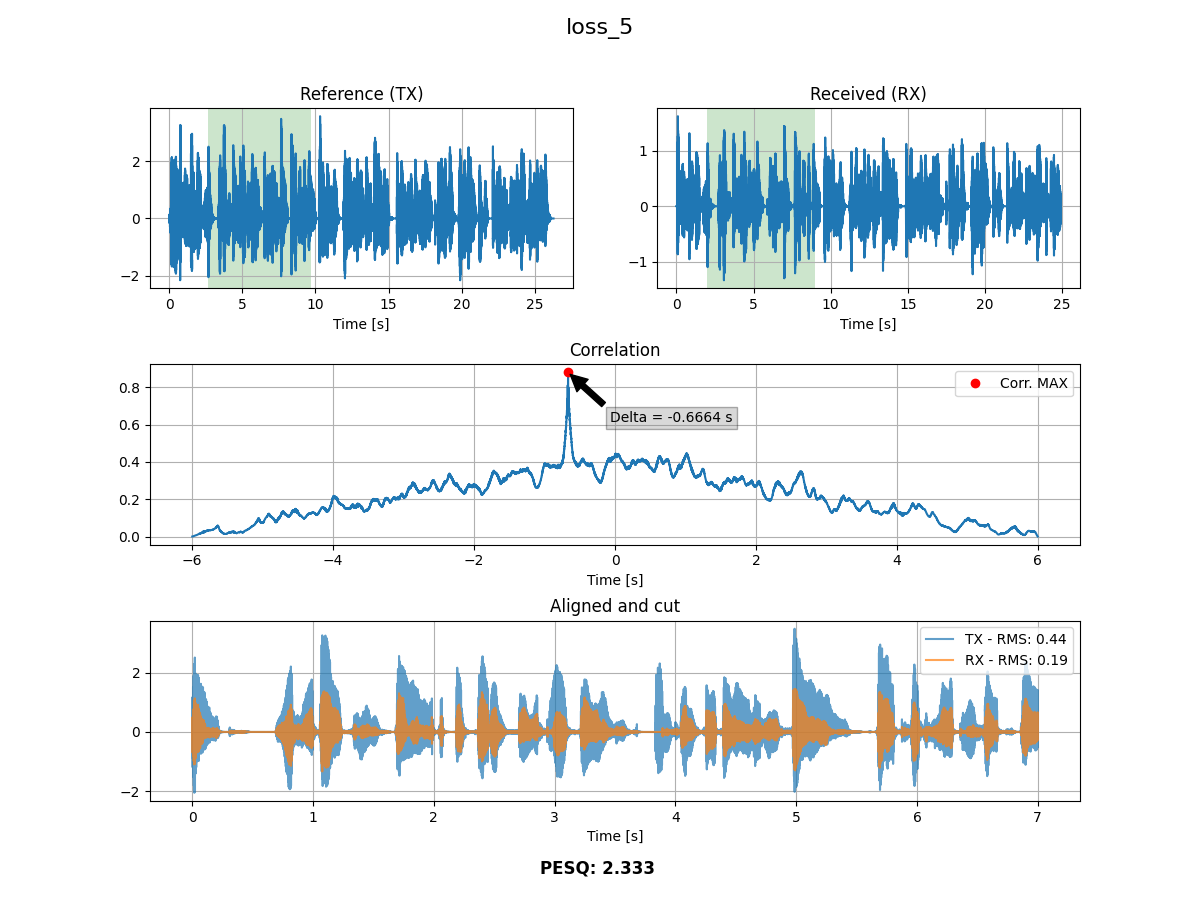 loss_5
Reference (TX)
2
0
−2
0 5 10 15 20 25
Time [s]
Received (RX)
1
0
−1
0 5 10 15 20 25
Time [s]
Correlation
0.8
0.6
0.4
0.2
0.0
Corr. MAX
Delta = -0.6664 s
−6 −4 −2 0 2 4 6
Time [s]
Aligned and cut
2
0
−2
TX - RMS: 0.44
RX - RMS: 0.19
0 1 2 3 4 5 6 7
Time [s]
PESQ: 2.333